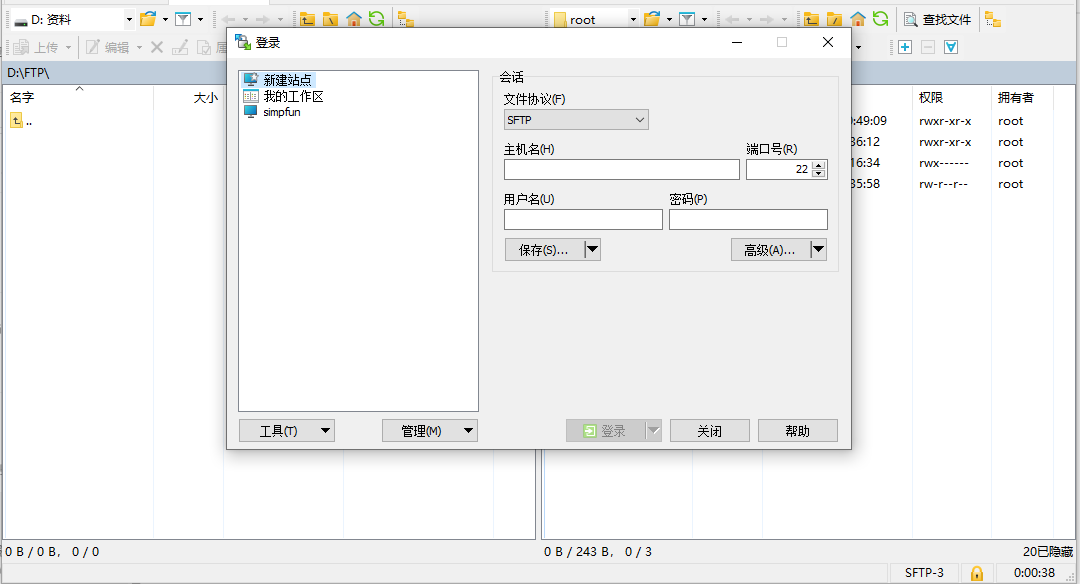 D: 资料
root
查找文件
上传
编辑
登录
D:\FTP\
名字
大小
权限
拥有者
..
新建站点
我的工作区
simpfun
会话
文件协议(F)
SFTP
主机名(H)
端口号(R)
22
用户名(U)
密码(P)
保存(S)...
高级(A)...
:49:09
rwxr-xr-x
root
36:12
rwxr-xr-x
root
16:34
rwx------
root
35:58
rw-r--r--
root
工具(T)
管理(M)
登录
关闭
帮助
0 B / 0 B， 0 / 0
0 B / 243 B， 0 / 3
20已隐藏
SFTP-3
0:00:38